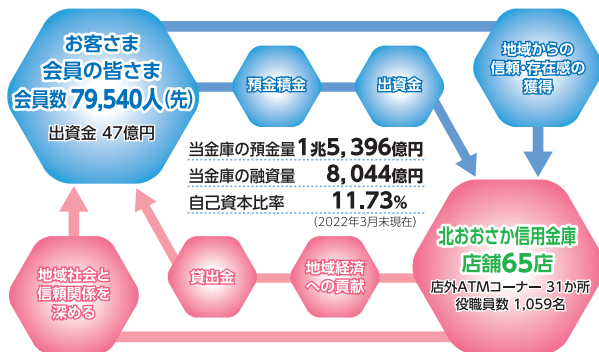 お客さま
会員の皆さま
会員数 79,540人(先)
出資金 47億円
預金積金
出資金
地域からの
信頼・存在感の
獲得
当金庫の預金量 1兆5,396億円
当金庫の融資量 8,044億円
自己資本比率 11.73%
(2022年3月末現在)
北おおさか信用金庫
店舗65店
店外ATMコーナー 31か所
役職員数 1,059名
地域社会と
信頼関係を
深める
貸出金
地域経済
への貢献